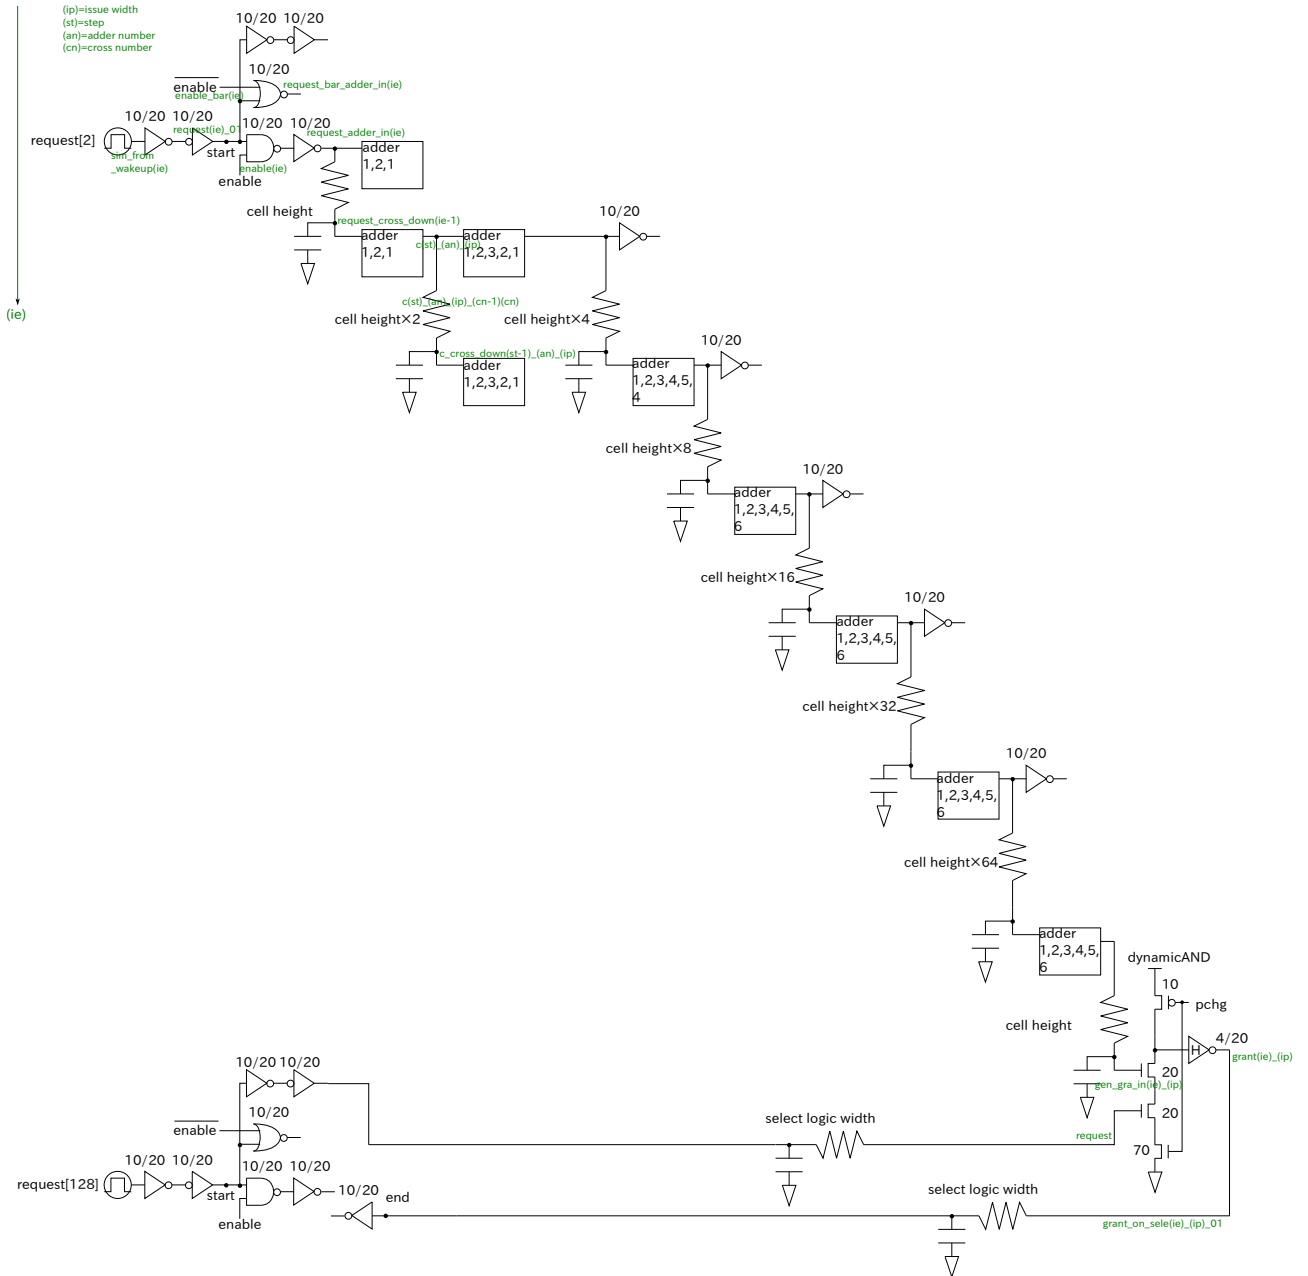 (ip)=issue width
(st)=step
(an)=adder number
(cn)=cross number
10/20 10/20
10/20
enable
enable_bar(ie)
request_bar_adder_in(ie)
10/20 10/20
request(ie)_01
10/20 10/20
request_adder_in(ie)
request[2]
start
sim_from
_wakeup(ie)
enable(ie)
enable
adder
1,2,1
cell height
request_cross_down(ie-1)
10/20
adder
1,2,1
c(st)_(an)_(ip)
adder
1,2,3,2,1
(ie)
c(st)_(an)_(ip)_(cn-1)(cn)
cell height×2
cell height×4
10/20
c_cross_down(st-1)_(an)_(ip)
adder
1,2,3,2,1
adder
1,2,3,4,5,
4
cell height×8
10/20
adder
1,2,3,4,5,
6
cell height×16
10/20
adder
1,2,3,4,5,
6
cell height×32
10/20
adder
1,2,3,4,5,
6
cell height×64
adder
1,2,3,4,5,
6
dynamicAND
10
pchg
cell height
4/20
grant(ie)_(ip)
20
gen_gra_in(ie)_(ip)
20
request
70
10/20 10/20
10/20
enable
select logic width
10/20 10/20
10/20 10/20
request[128]
start
enable
10/20
end
select logic width
grant_on_sele(ie)_(ip)_01